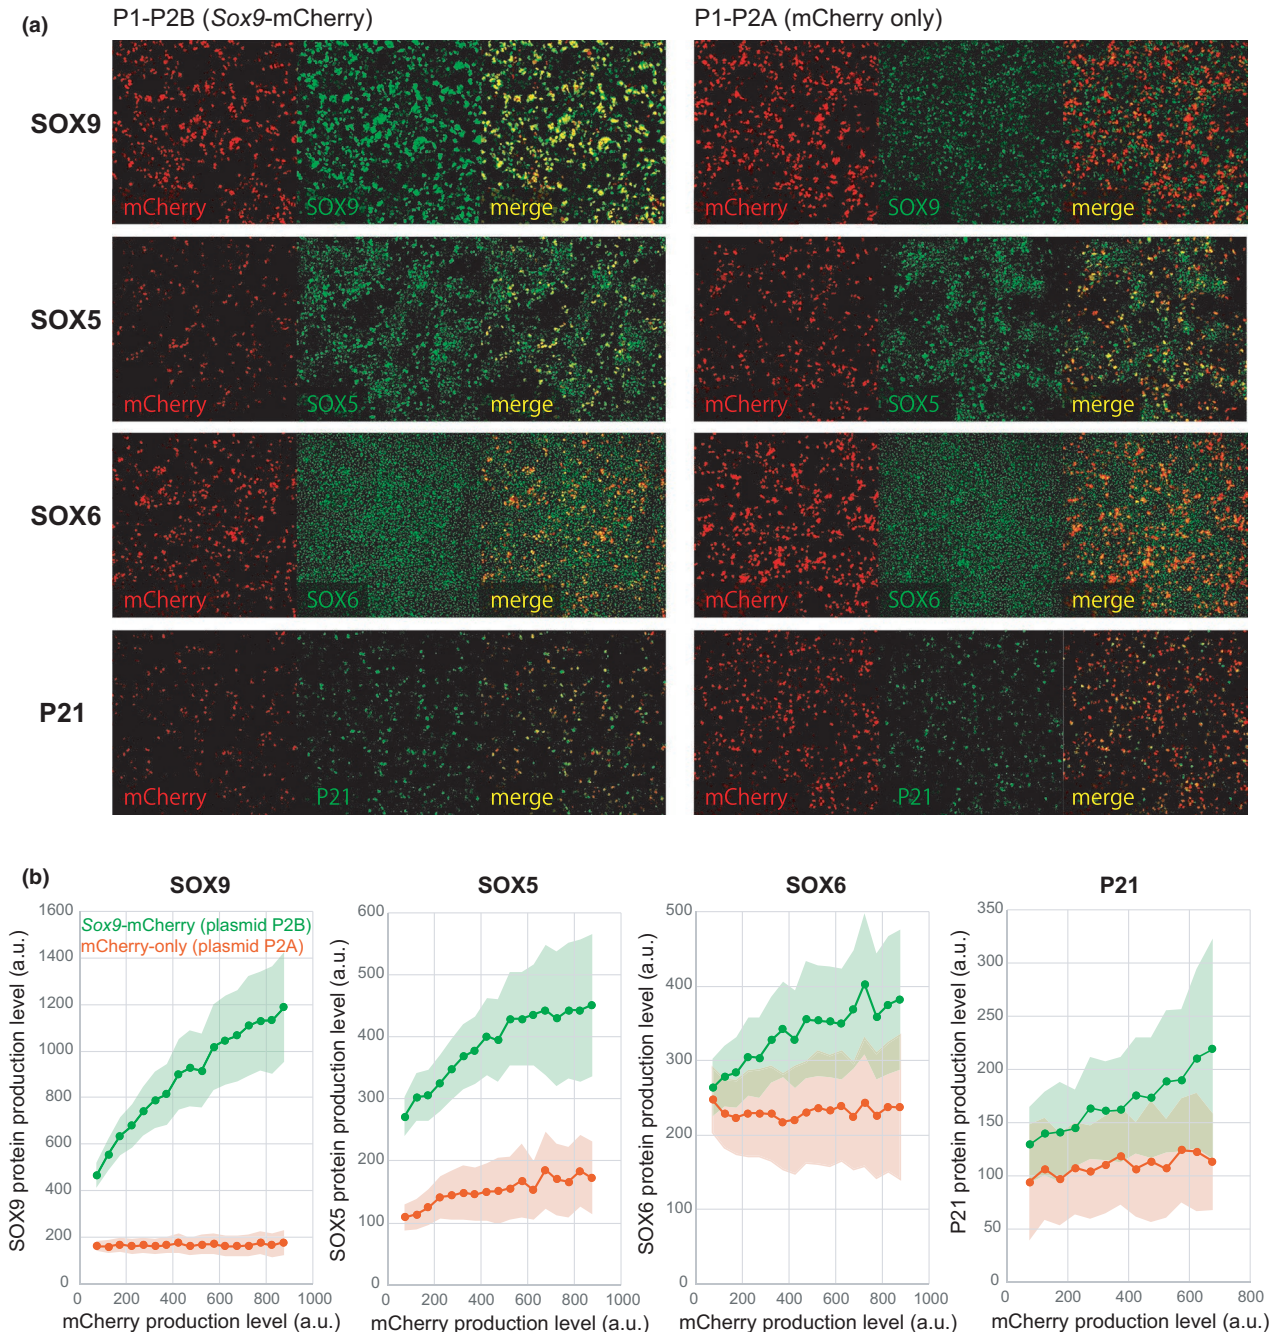 (a)
P1-P2B (Sox9-mCherry)
P1-P2A (mCherry only)
SOX9
mCherry
SOX9
merge
mCherry
SOX9
merge
SOX5
mCherry
SOX5
merge
mCherry
SOX5
merge
SOX6
mCherry
SOX6
merge
mCherry
SOX6
merge
P21
mCherry
P21
merge
mCherry
P21
merge
(b)
SOX9
SOX9 protein production level (a.u.)
1600
1400
1200
1000
800
600
400
200
0
Sox9-mCherry (plasmid P2B)
mCherry-only (plasmid P2A)
0 200 400 600 800 1000
mCherry production level (a.u.)
SOX5
SOX5 protein production level (a.u.)
600
500
400
300
200
100
0
0 200 400 600 800 1000
mCherry production level (a.u.)
SOX6
SOX6 protein production level (a.u.)
500
400
300
200
100
0
0 200 400 600 800 1000
mCherry production level (a.u.)
P21
P21 protein production level (a.u.)
350
300
250
200
150
100
50
0
0 200 400 600 800
mCherry production level (a.u.)